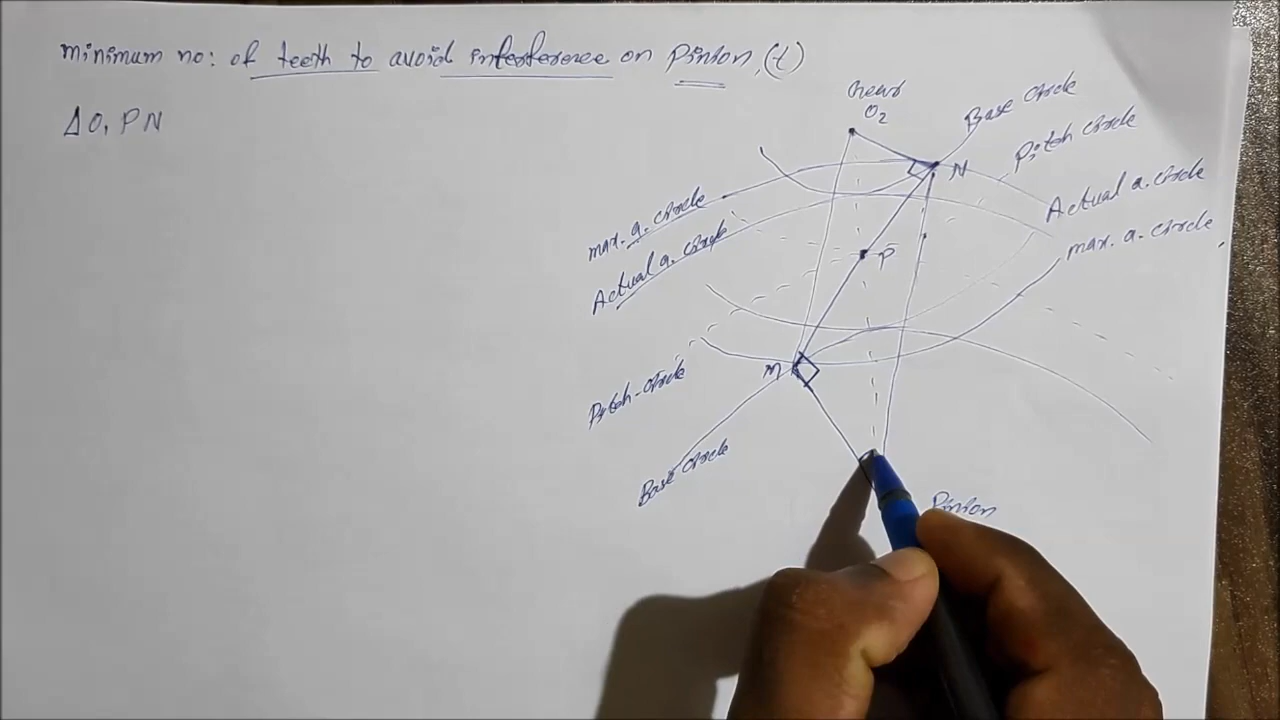 minimum no: of teeth to avoid interference on Pinion, (t)
Δ O, PN
Gear
O2
Base circle
Pitch circle
N
Actual a. circle
max. a. circle
max. a. circle
Actual a. circle
P
M
Pitch-circle
Base circle
Pinion